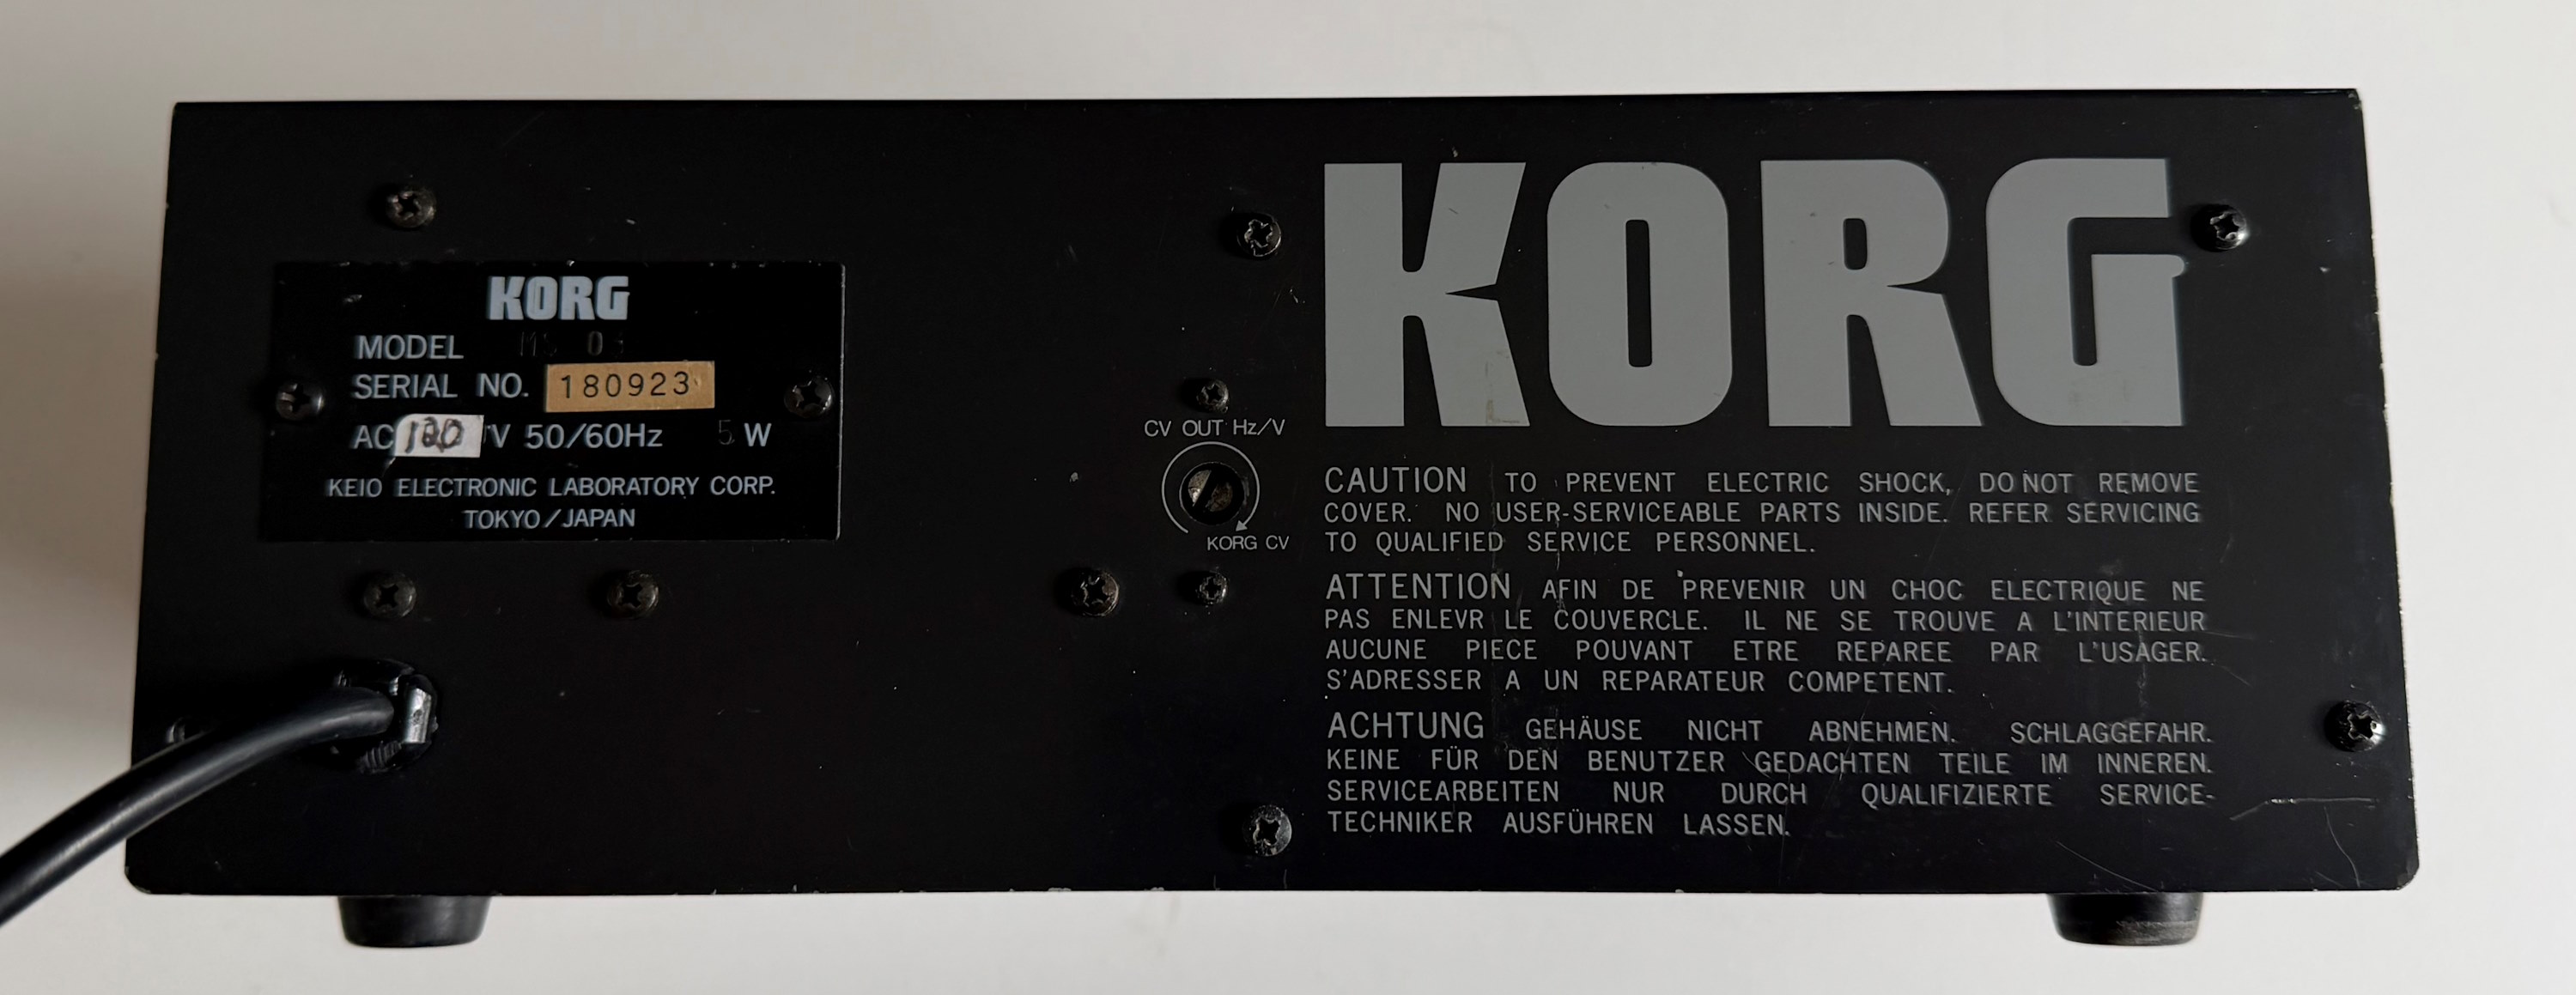 KORG
MODEL MS 03
SERIAL NO. 180923
AC 120 V 50/60Hz 5 W
KEIO ELECTRONIC LABORATORY CORP.
TOKYO/JAPAN
CV OUT Hz/V
KORG CV
KORG
CAUTION TO PREVENT ELECTRIC SHOCK, DO NOT REMOVE
COVER. NO USER-SERVICEABLE PARTS INSIDE. REFER SERVICING
TO QUALIFIED SERVICE PERSONNEL.
ATTENTION AFIN DE PREVENIR UN CHOC ELECTRIQUE NE
PAS ENLEVR LE COUVERCLE. IL NE SE TROUVE A L'INTERIEUR
AUCUNE PIECE POUVANT ETRE REPAREE PAR L'USAGER.
S'ADRESSER A UN REPARATEUR COMPETENT.
ACHTUNG GEHÄUSE NICHT ABNEHMEN. SCHLAGGEFAHR.
KEINE FÜR DEN BENUTZER GEDACHTEN TEILE IM INNEREN.
SERVICEARBEITEN NUR DURCH QUALIFIZIERTE SERVICE-
TECHNIKER AUSFÜHREN LASSEN.